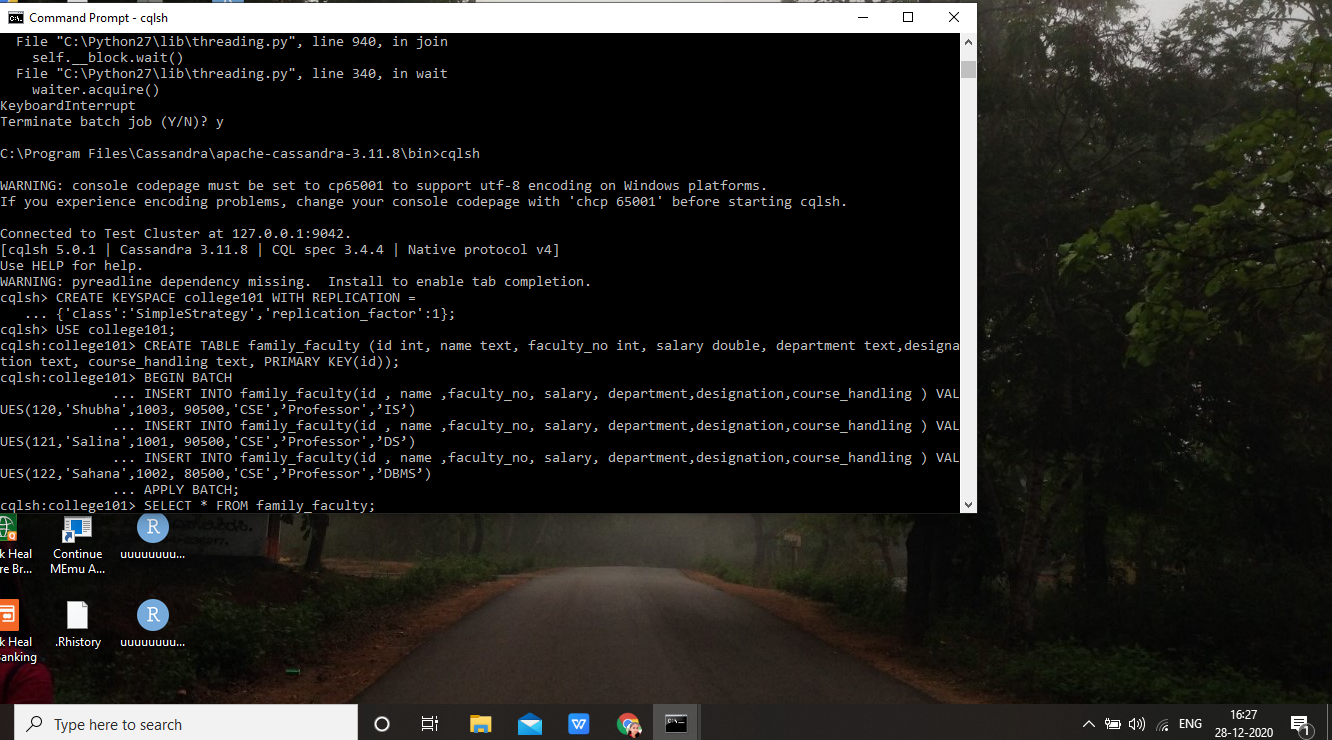 Command Prompt - cqlsh
File "C:\Python27\lib\threading.py", line 940, in join
self.__block.wait()
File "C:\Python27\lib\threading.py", line 340, in wait
waiter.acquire()
KeyboardInterrupt
Terminate batch job (Y/N)? y
C:\Program Files\Cassandra\apache-cassandra-3.11.8\bin>cqlsh
WARNING: console codepage must be set to cp65001 to support utf-8 encoding on Windows platforms.
If you experience encoding problems, change your console codepage with 'chcp 65001' before starting cqlsh.
Connected to Test Cluster at 127.0.0.1:9042.
[cqlsh 5.0.1 | Cassandra 3.11.8 | CQL spec 3.4.4 | Native protocol v4]
Use HELP for help.
WARNING: pyreadline dependency missing.  Install to enable tab completion.
cqlsh> CREATE KEYSPACE college101 WITH REPLICATION =
... {'class':'SimpleStrategy','replication_factor':1};
cqlsh> USE college101;
cqlsh:college101> CREATE TABLE family_faculty (id int, name text, faculty_no int, salary double, department text,designa
tion text, course_handling text, PRIMARY KEY(id));
cqlsh:college101> BEGIN BATCH
... INSERT INTO family_faculty(id , name ,faculty_no, salary, department,designation,course_handling ) VAL
UES(120,'Shubha',1003, 90500,'CSE',’Professor’,’IS’)
... INSERT INTO family_faculty(id , name ,faculty_no, salary, department,designation,course_handling ) VAL
UES(121,'Salina',1001, 90500,'CSE',’Professor’,’DS’)
... INSERT INTO family_faculty(id , name ,faculty_no, salary, department,designation,course_handling ) VAL
UES(122,'Sahana',1002, 80500,'CSE',’Professor’,’DBMS’)
... APPLY BATCH;
cqlsh:college101> SELECT * FROM family_faculty;
k Heal
re Br...
Continue
MEmu A...
R
uuuuuuuu...
k Heal
anking
.Rhistory
R
uuuuuuuu...
Type here to search
ENG
16:27
28-12-2020
1